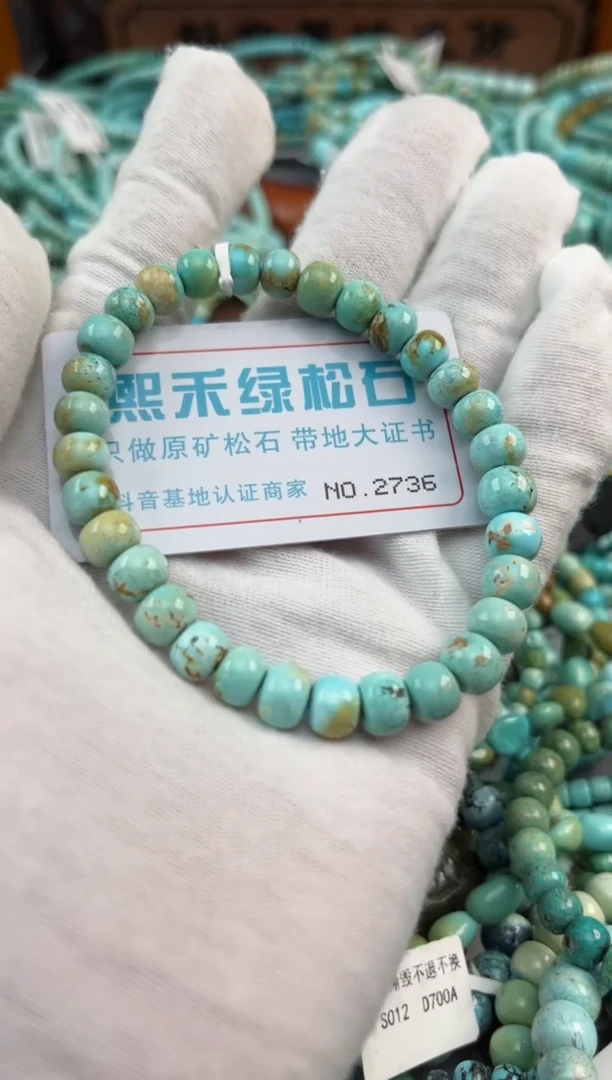 熙禾绿松石
只做原矿松石 带地大证书
抖音基地认证商家 NO.2736
毁不退不换
S012 D700A